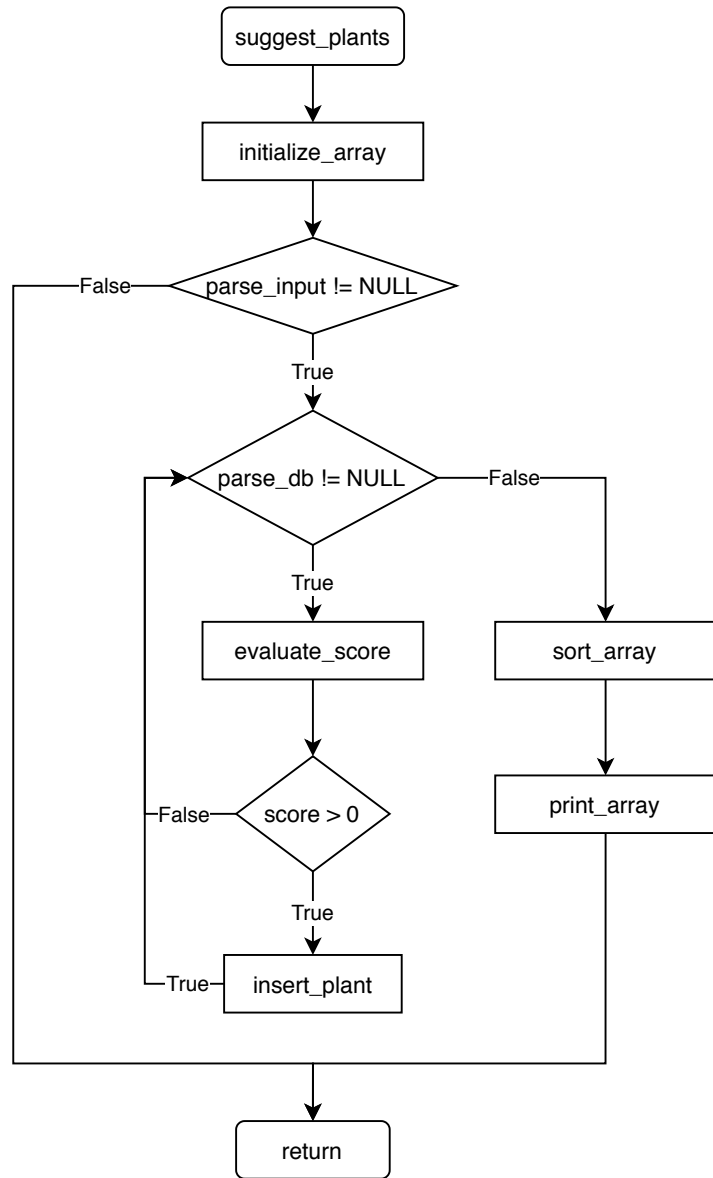 suggest_plants
initialize_array
False
parse_input != NULL
True
parse_db != NULL
False
True
evaluate_score
sort_array
False
score > 0
print_array
True
True
insert_plant
return